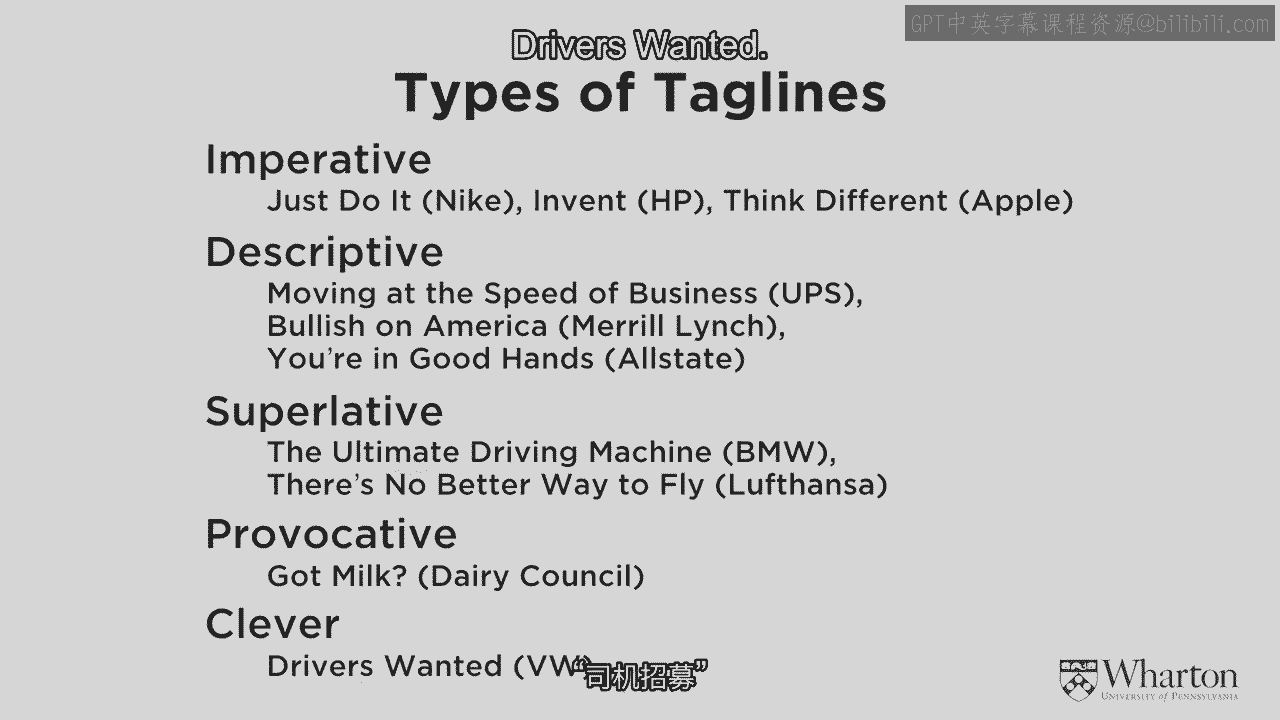 GPT中英字幕课程资源@bilibili.com
Drivers Wanted.
Types of Taglines
Imperative
Just Do It (Nike), Invent (HP), Think Different (Apple)
Descriptive
Moving at the Speed of Business (UPS),
Bullish on America (Merrill Lynch),
You're in Good Hands (Allstate)
Superlative
The Ultimate Driving Machine (BMW),
There's No Better Way to Fly (Lufthansa)
Provocative
Got Milk? (Dairy Council)
Clever
Drivers Wanted (VW)
“司机招募”
Wharton
UNIVERSITY of PENNSYLVANIA